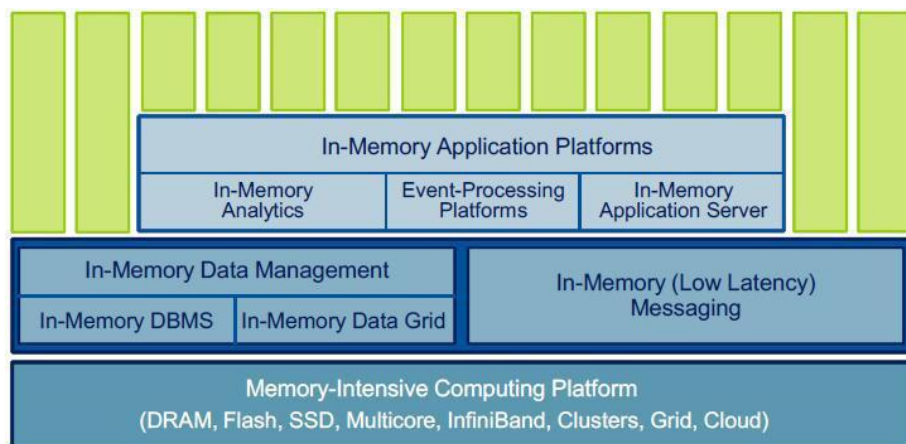 In-Memory Application Platforms
In-Memory
Analytics
Event-Processing
Platforms
In-Memory
Application Server
In-Memory Data Management
In-Memory DBMS
In-Memory Data Grid
In-Memory (Low Latency)
Messaging
Memory-Intensive Computing Platform
(DRAM, Flash, SSD, Multicore, InfiniBand, Clusters, Grid, Cloud)